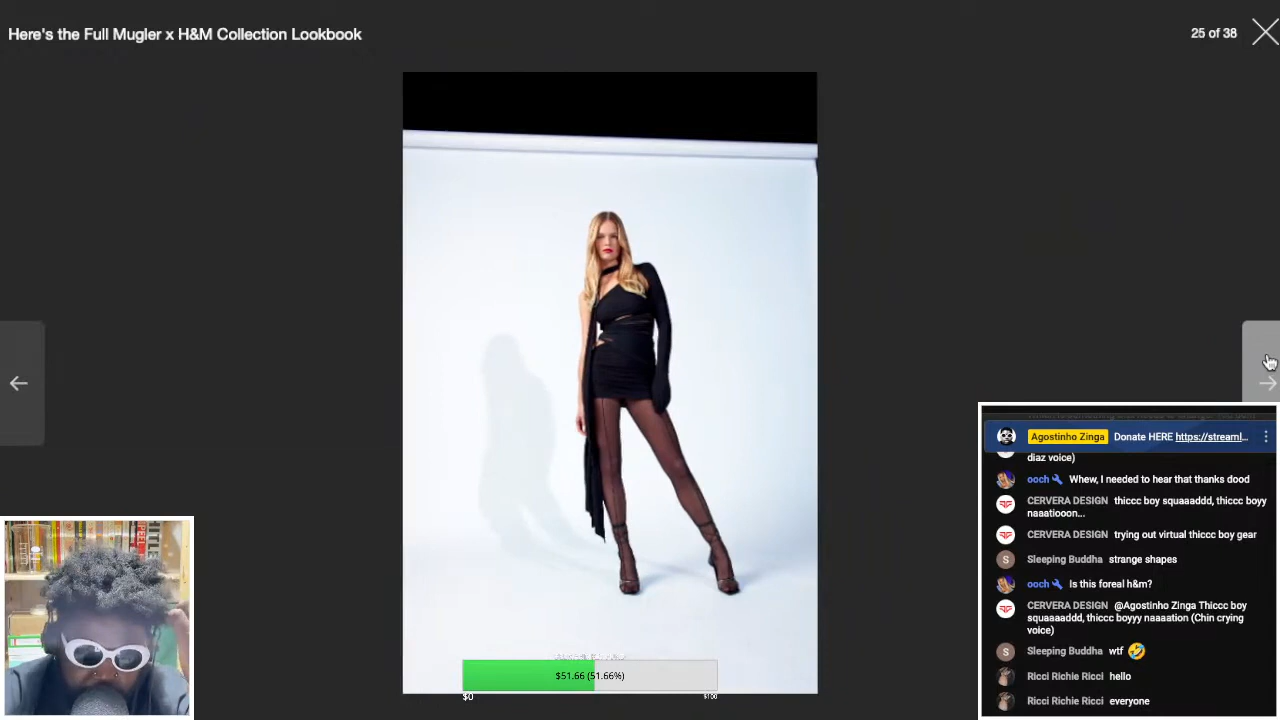 Here's the Full Mugler x H&M Collection Lookbook
25 of 38
Agostinho Zinga Donate HERE https://streaml...
diaz voice)
ooch Whew, I needed to hear that thanks dood
CERVERA DESIGN thiccc boy squaaaddd, thiccc boyy
naaatiooon...
CERVERA DESIGN trying out virtual thiccc boy gear
Sleeping Buddha strange shapes
ooch Is this foreal h&m?
CERVERA DESIGN @Agostinho Zinga Thiccc boy
squaaaaddd, thiccc boyyy naaaation (Chin crying
voice)
Sleeping Buddha wtf 🤣
Ricci Richie Ricci hello
Ricci Richie Ricci everyone
$51.66 (51.66%)
$0
$100